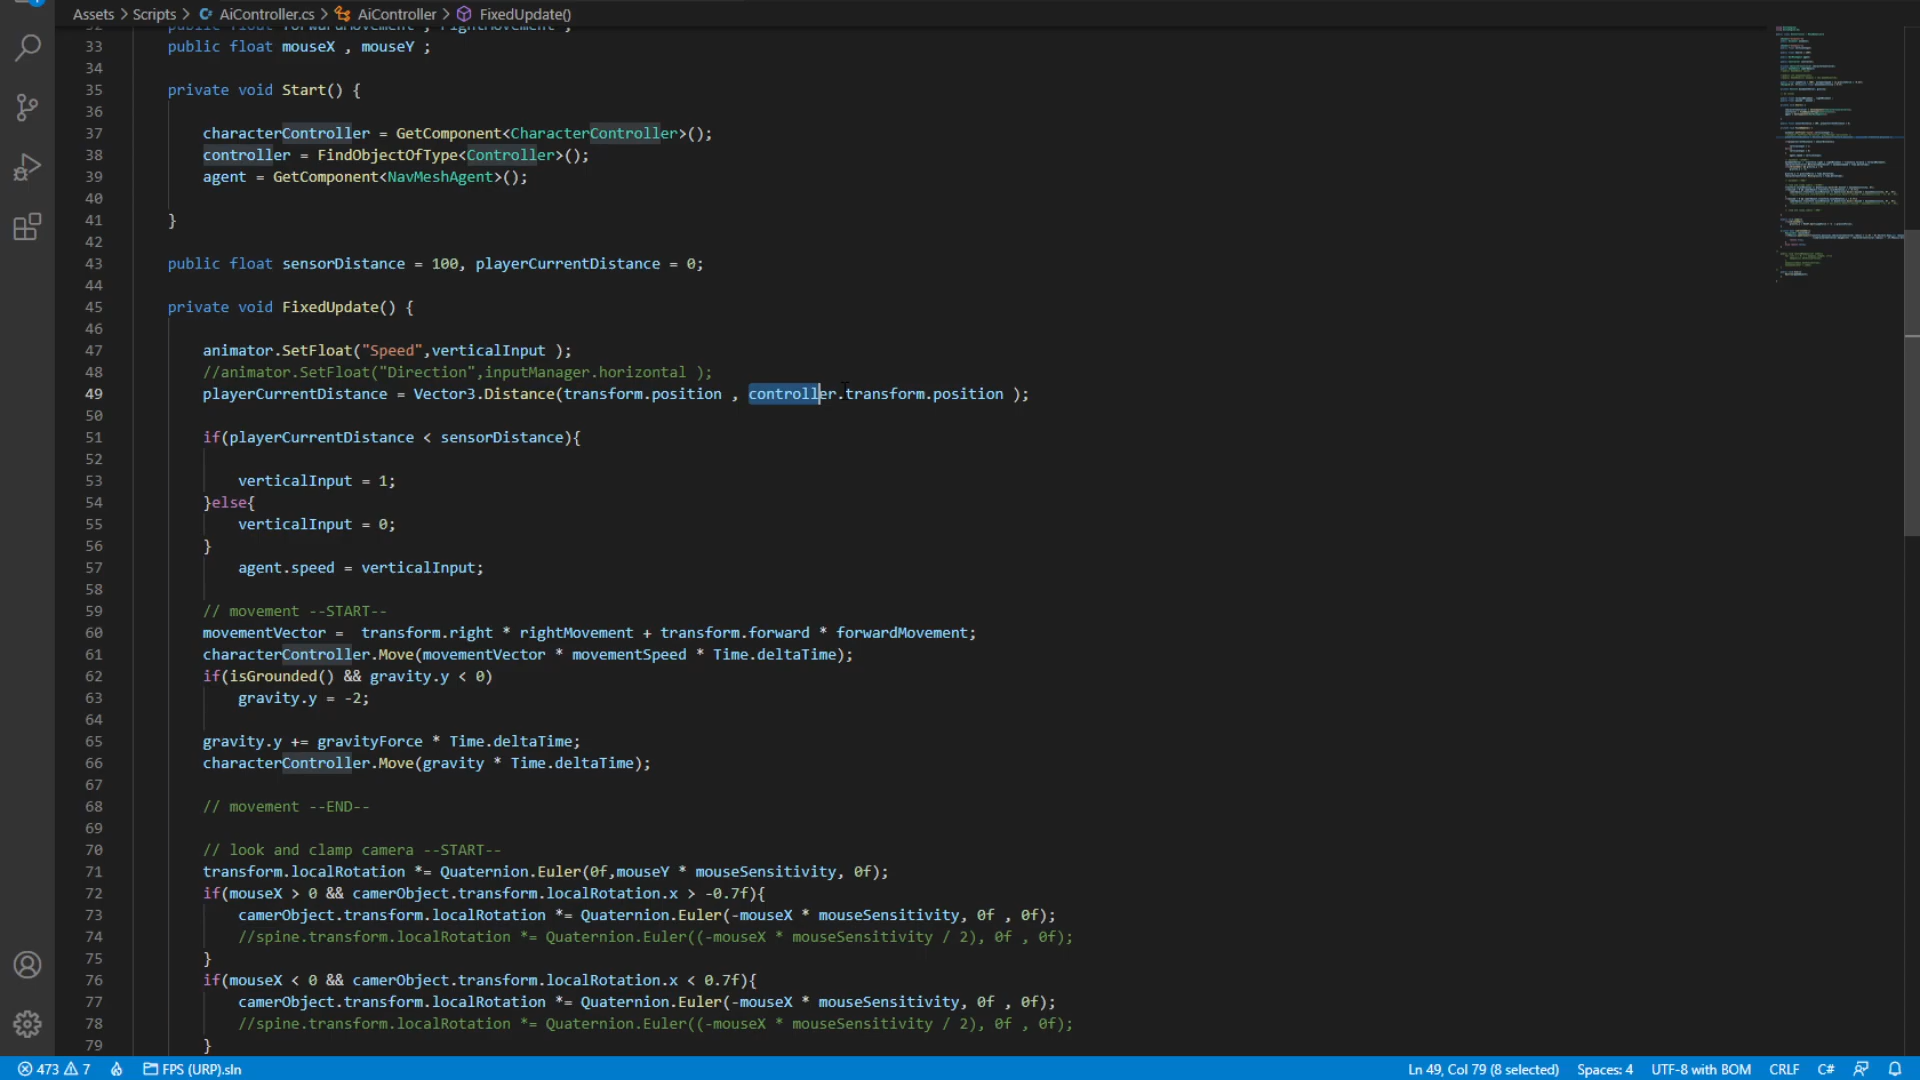 Assets > Scripts > AiController.cs > AiController > FixedUpdate()
32 public float forwardMovement , rightMovement ;
33 public float mouseX , mouseY ;
34
35 private void Start() {
36
37 characterController = GetComponent<CharacterController>();
38 controller = FindObjectOfType<Controller>();
39 agent = GetComponent<NavMeshAgent>();
40
41 }
42
43 public float sensorDistance = 100, playerCurrentDistance = 0;
44
45 private void FixedUpdate() {
46
47 animator.SetFloat("Speed",verticalInput );
48 //animator.SetFloat("Direction",inputManager.horizontal );
49 playerCurrentDistance = Vector3.Distance(transform.position , controller.transform.position );
50
51 if(playerCurrentDistance < sensorDistance){
52
53 verticalInput = 1;
54 }else{
55 verticalInput = 0;
56 }
57 agent.speed = verticalInput;
58
59 // movement --START--
60 movementVector =  transform.right * rightMovement + transform.forward * forwardMovement;
61 characterController.Move(movementVector * movementSpeed * Time.deltaTime);
62 if(isGrounded() && gravity.y < 0)
63 gravity.y = -2;
64
65 gravity.y += gravityForce * Time.deltaTime;
66 characterController.Move(gravity * Time.deltaTime);
67
68 // movement --END--
69
70 // look and clamp camera --START--
71 transform.localRotation *= Quaternion.Euler(0f,mouseY * mouseSensitivity, 0f);
72 if(mouseX > 0 && camerObject.transform.localRotation.x > -0.7f){
73 camerObject.transform.localRotation *= Quaternion.Euler(-mouseX * mouseSensitivity, 0f , 0f);
74 //spine.transform.localRotation *= Quaternion.Euler((-mouseX * mouseSensitivity / 2), 0f , 0f);
75 }
76 if(mouseX < 0 && camerObject.transform.localRotation.x < 0.7f){
77 camerObject.transform.localRotation *= Quaternion.Euler(-mouseX * mouseSensitivity, 0f , 0f);
78 //spine.transform.localRotation *= Quaternion.Euler((-mouseX * mouseSensitivity / 2), 0f , 0f);
79 }
473 7 FPS (URP).sln Ln 49, Col 79 (8 selected) Spaces: 4 UTF-8 with BOM CRLF C#